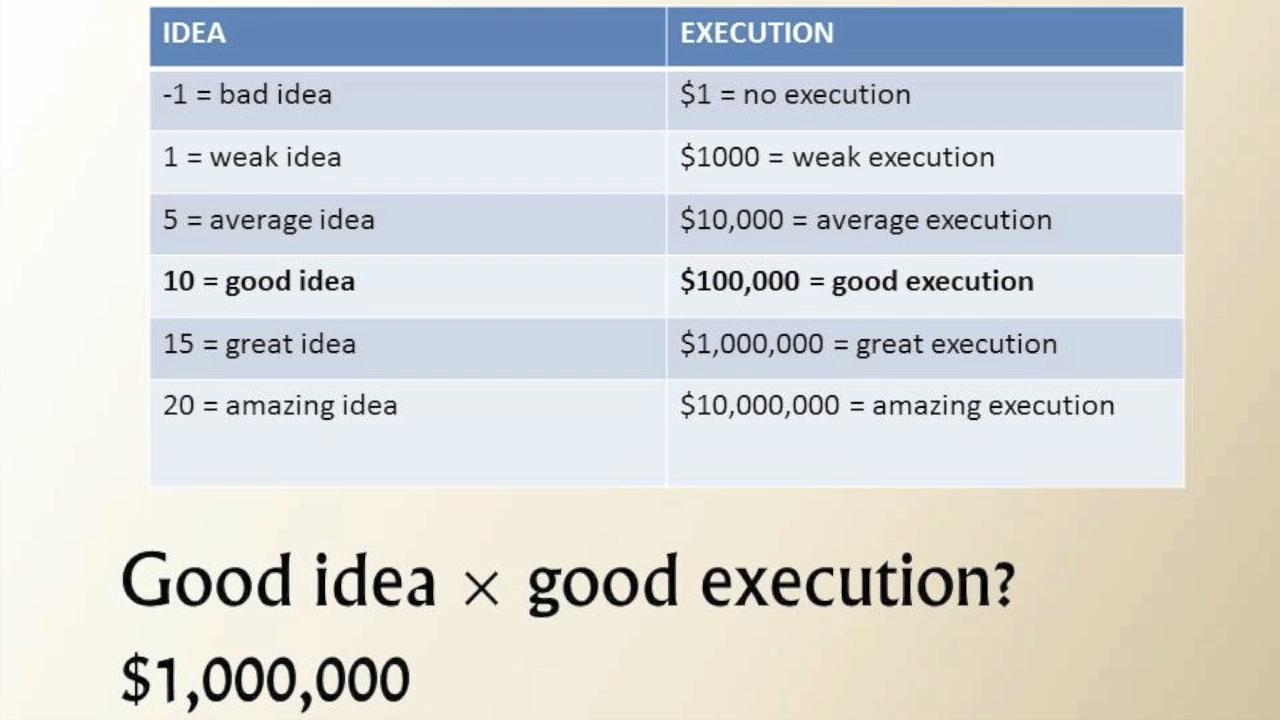 IDEA EXECUTION
-1 = bad idea $1 = no execution
1 = weak idea $1000 = weak execution
5 = average idea $10,000 = average execution
10 = good idea $100,000 = good execution
15 = great idea $1,000,000 = great execution
20 = amazing idea $10,000,000 = amazing execution
Good idea × good execution?
$1,000,000